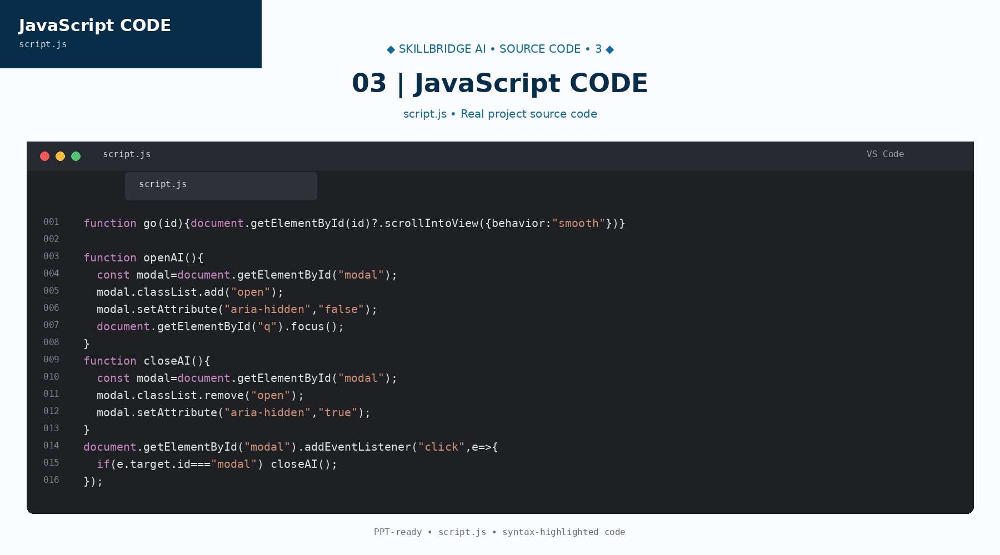 JavaScript CODE
script.js
◆ SKILLBRIDGE AI • SOURCE CODE • 3 ◆
03 | JavaScript CODE
script.js • Real project source code
script.js
VS Code
script.js
001 function go(id){document.getElementById(id)?.scrollIntoView({behavior:"smooth"})}
002
003 function openAI(){
004   const modal=document.getElementById("modal");
005   modal.classList.add("open");
006   modal.setAttribute("aria-hidden","false");
007   document.getElementById("q").focus();
008 }
009 function closeAI(){
010   const modal=document.getElementById("modal");
011   modal.classList.remove("open");
012   modal.setAttribute("aria-hidden","true");
013 }
014 document.getElementById("modal").addEventListener("click",e=>{
015   if(e.target.id==="modal") closeAI();
016 });
PPT-ready • script.js • syntax-highlighted code